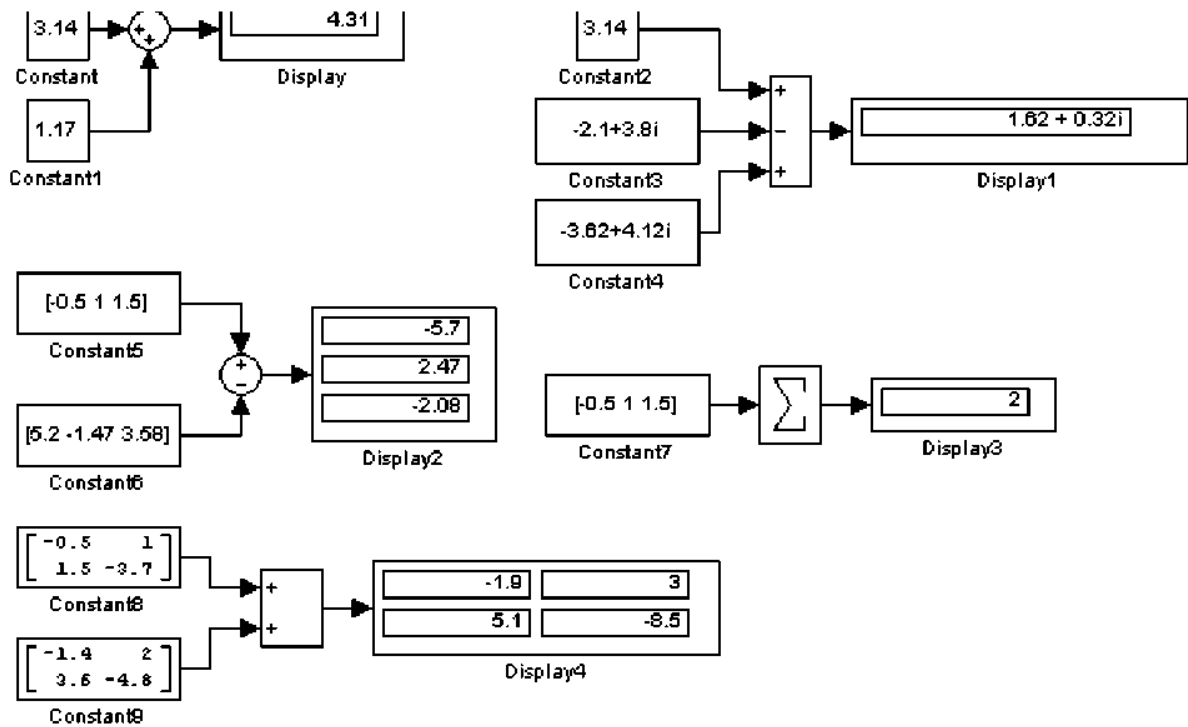 3.14
+
+
4.31
Constant
Display
1.17
Constant1
3.14
Constant2
-2.1+3.8i
Constant3
-3.62+4.12i
Constant4
+
−
+
1.62 + 0.32i
Display1
[-0.5 1 1.5]
Constant5
[5.2 -1.47 3.58]
Constant6
+
−
-5.7
2.47
-2.08
Display2
[-0.5 1 1.5]
Constant7
∑
2
Display3
-0.5 1
1.5 -3.7
Constant8
-1.4 2
3.6 -4.8
Constant9
+
+
-1.9 3
5.1 -8.5
Display4